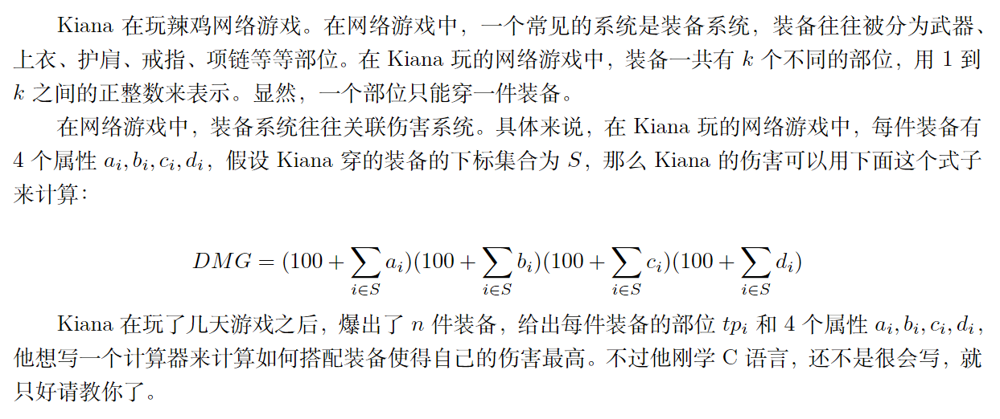 Kiana 在玩辣鸡网络游戏。在网络游戏中，一个常见的系统是装备系统，装备往往被分为武器、
上衣、护肩、戒指、项链等等部位。在 Kiana 玩的网络游戏中，装备一共有 k 个不同的部位，用 1 到
k 之间的正整数来表示。显然，一个部位只能穿一件装备。
在网络游戏中，装备系统往往关联伤害系统。具体来说，在 Kiana 玩的网络游戏中，每件装备有
4 个属性 a_i, b_i, c_i, d_i，假设 Kiana 穿的装备的下标集合为 S，那么 Kiana 的伤害可以用下面这个式子
来计算：
DMG = (100 + ∑_{i∈S} a_i)(100 + ∑_{i∈S} b_i)(100 + ∑_{i∈S} c_i)(100 + ∑_{i∈S} d_i)
Kiana 在玩了几天游戏之后，爆出了 n 件装备，给出每件装备的部位 tp_i 和 4 个属性 a_i, b_i, c_i, d_i，
他想写一个计算器来计算如何搭配装备使得自己的伤害最高。不过他刚学 C 语言，还不是很会写，就
只好请教你了。